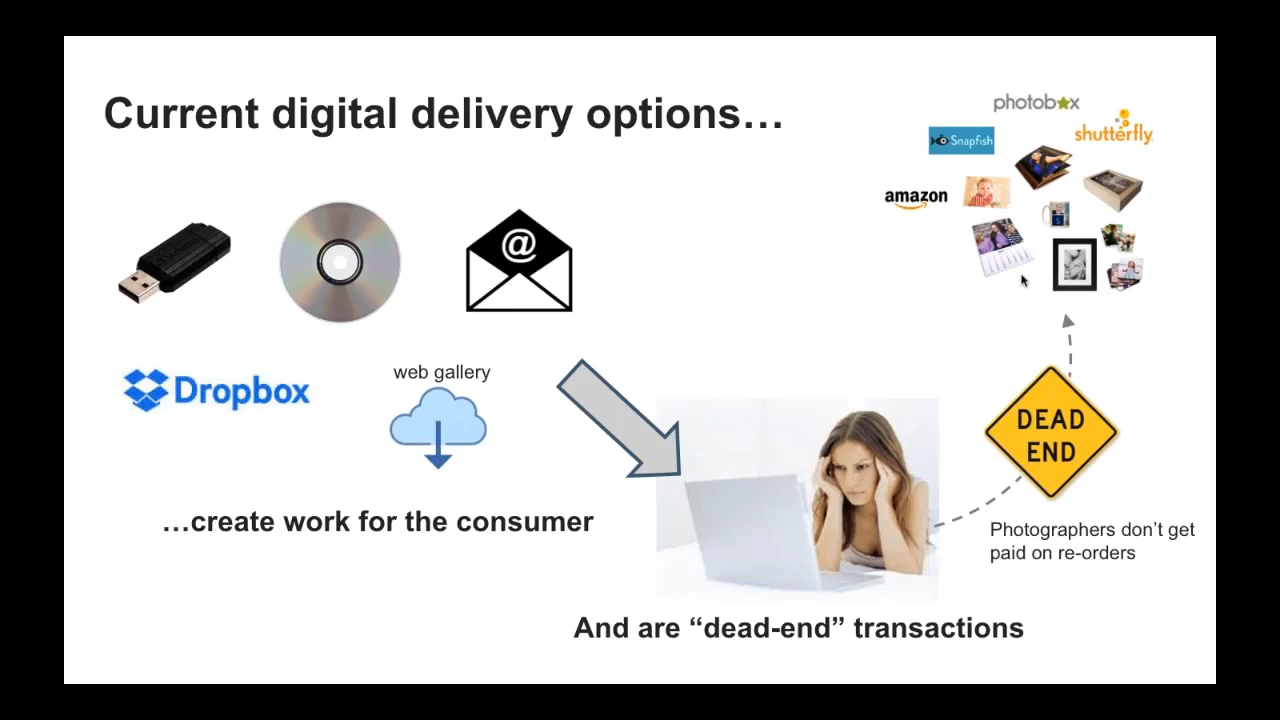 Current digital delivery options…
photobox
shutterfly
Snapfish
amazon
@
Dropbox
web gallery
DEAD
END
…create work for the consumer
Photographers don’t get
paid on re-orders
And are “dead-end” transactions